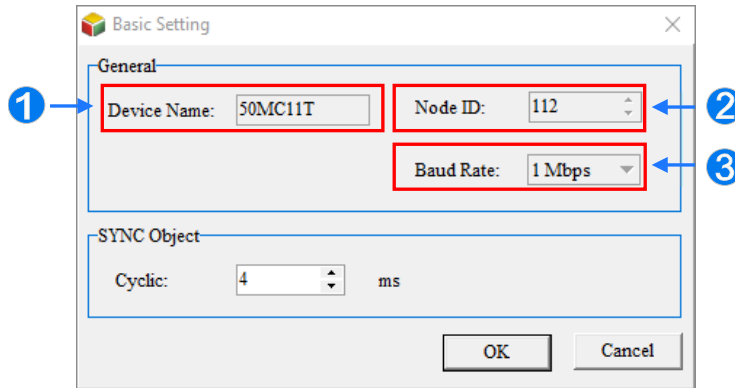 Basic Setting
General
1 Device Name: 50MC11T Node ID: 112 2
Baud Rate: 1 Mbps 3
SYNC Object
Cyclic: 4 ms
OK Cancel